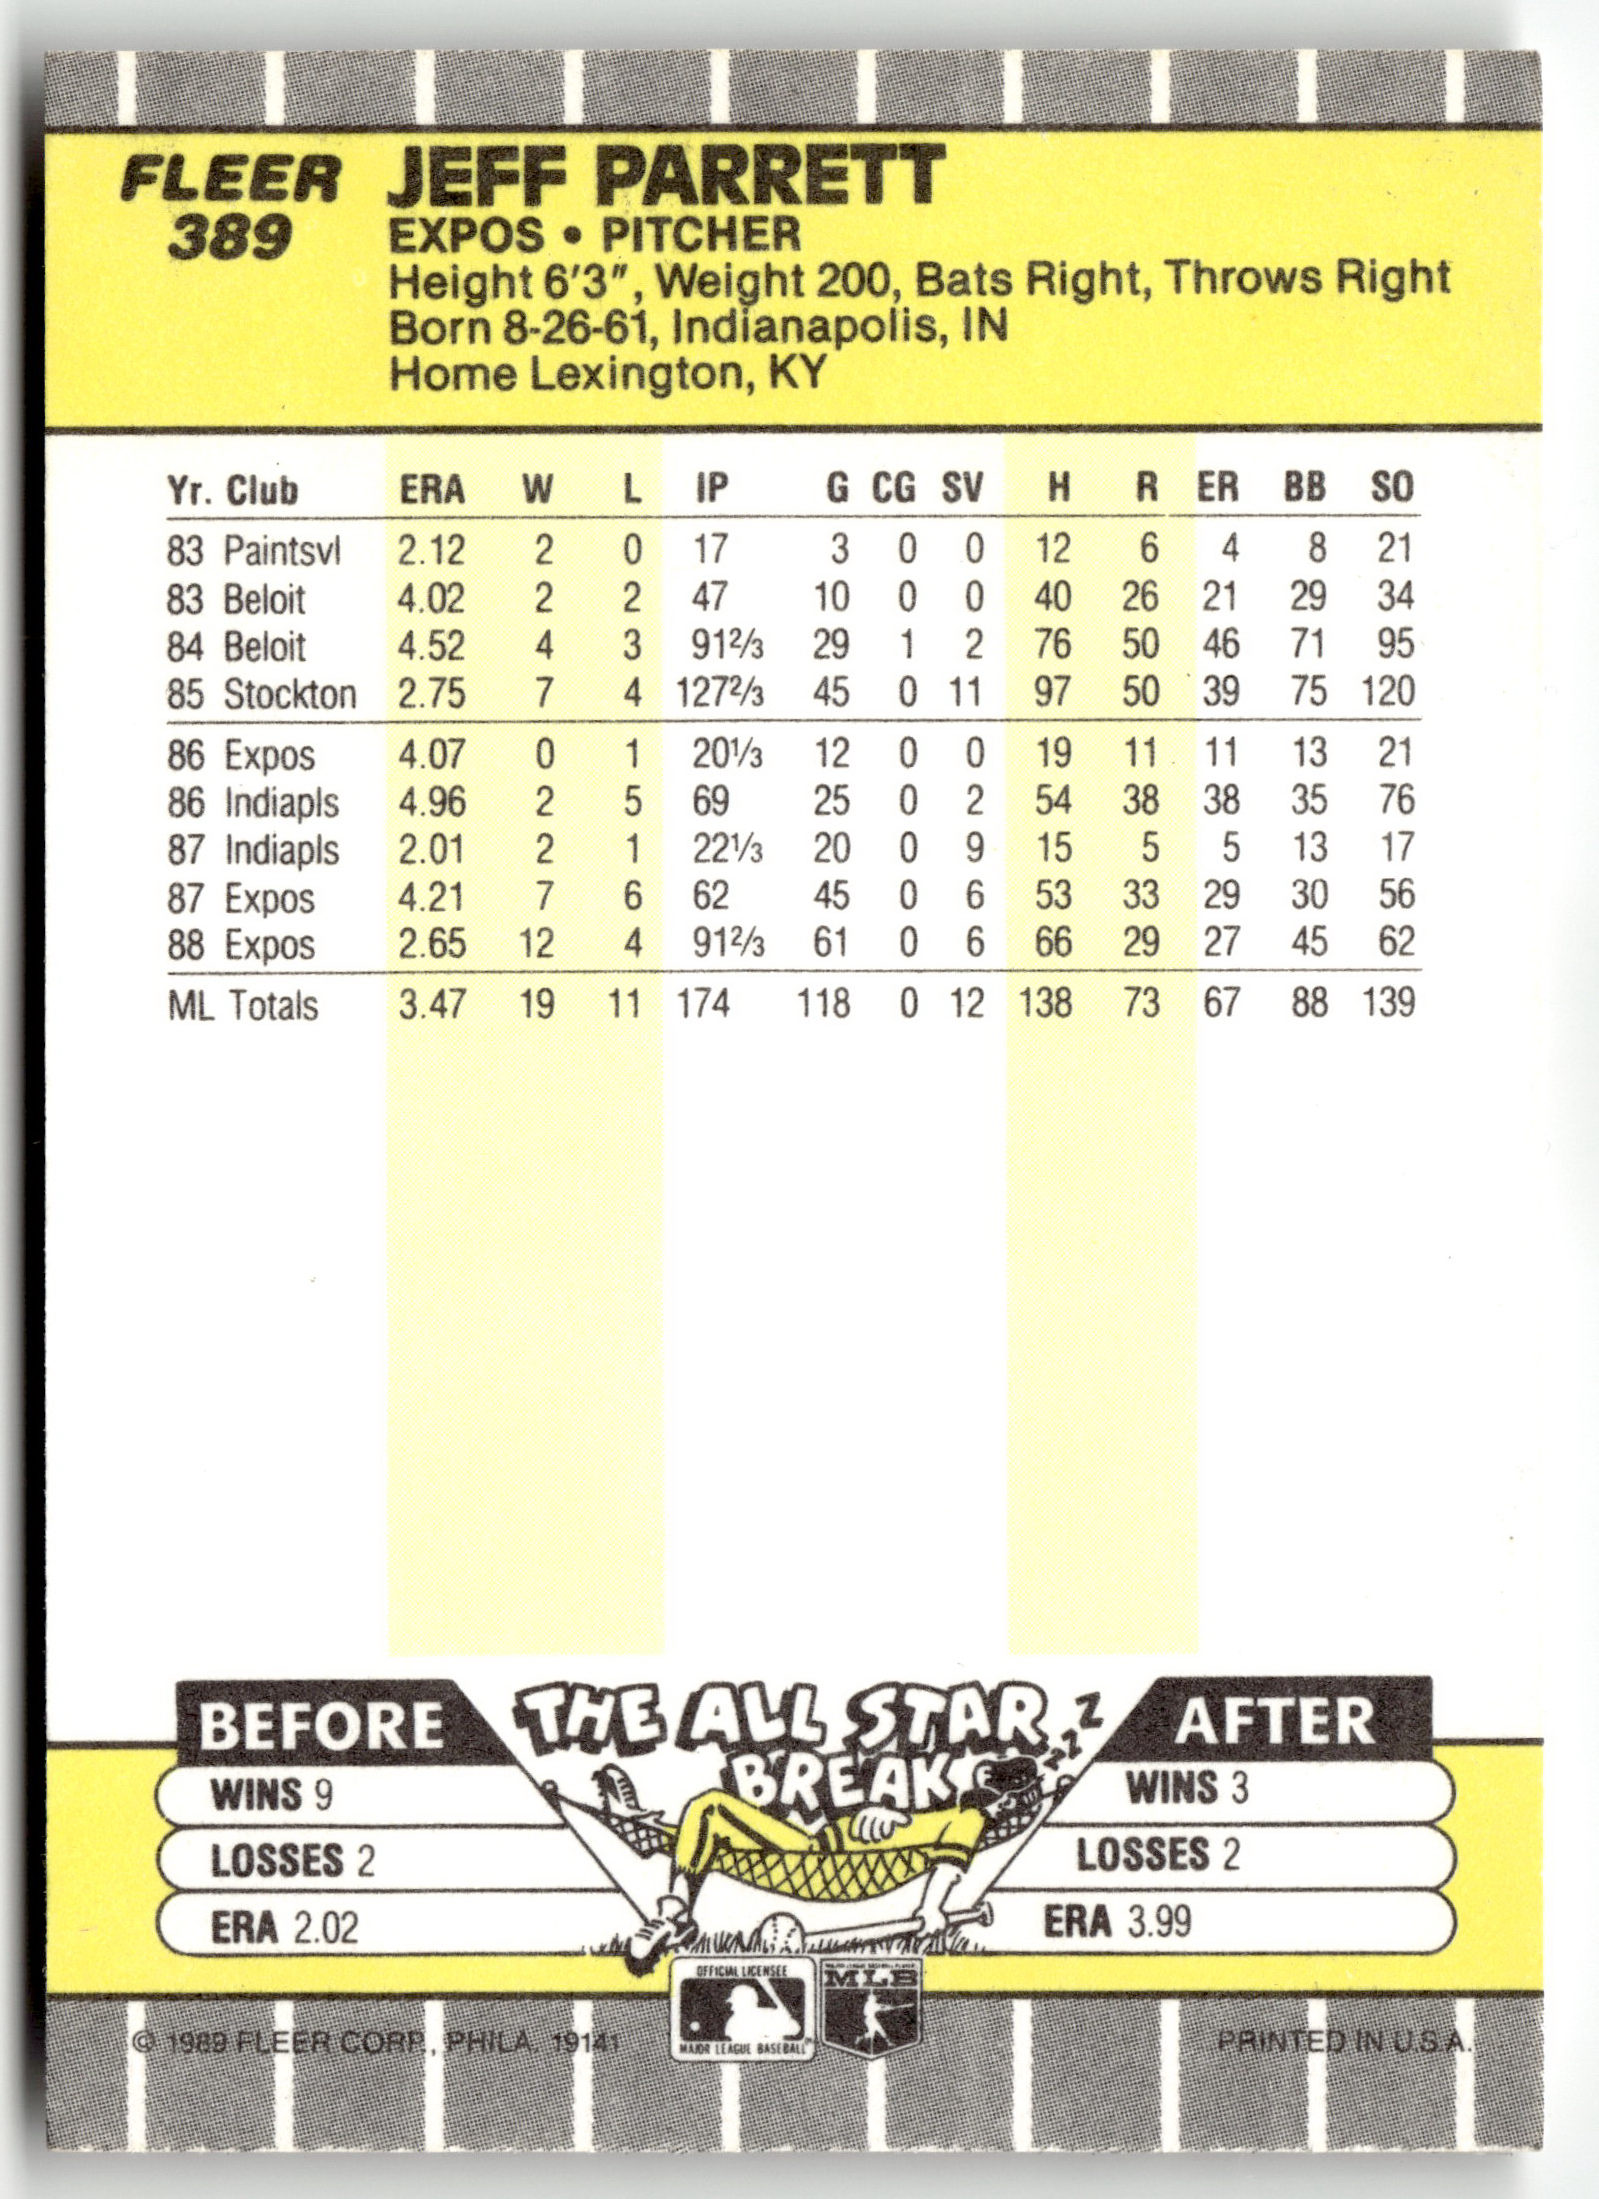 FLEER
389
JEFF PARRETT
EXPOS • PITCHER
Height 6'3", Weight 200, Bats Right, Throws Right
Born 8-26-61, Indianapolis, IN
Home Lexington, KY
Yr. Club ERA W L IP G CG SV H R ER BB SO
83 Paintsvl 2.12 2 0 17 3 0 0 12 6 4 8 21
83 Beloit 4.02 2 2 47 10 0 0 40 26 21 29 34
84 Beloit 4.52 4 3 91⅔ 29 1 2 76 50 46 71 95
85 Stockton 2.75 7 4 127⅔ 45 0 11 97 50 39 75 120
86 Expos 4.07 0 1 20⅓ 12 0 0 19 11 11 13 21
86 Indiapls 4.96 2 5 69 25 0 2 54 38 38 35 76
87 Indiapls 2.01 2 1 22⅓ 20 0 9 15 5 5 13 17
87 Expos 4.21 7 6 62 45 0 6 53 33 29 30 56
88 Expos 2.65 12 4 91⅔ 61 0 6 66 29 27 45 62
ML Totals 3.47 19 11 174 118 0 12 138 73 67 88 139
BEFORE
THE ALL STAR
BREAK
ZZZZ
AFTER
WINS 9
LOSSES 2
ERA 2.02
WINS 3
LOSSES 2
ERA 3.99
OFFICIAL LICENSEE
MAJOR LEAGUE BASEBALL
MLB
© 1989 FLEER CORP., PHILA. 19141
PRINTED IN U.S.A.